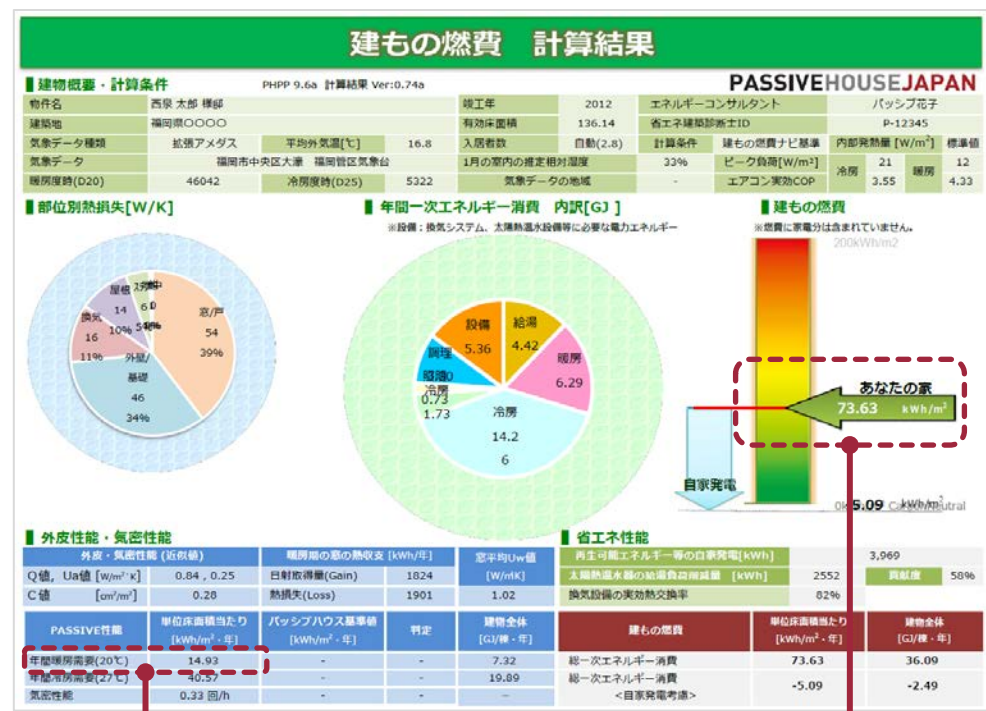 建もの燃費　計算結果
建物概要・計算条件 PHPP 9.6a 計算結果 Ver:0.74a PASSIVEHOUSEJAPAN
物件名 西泉 太郎 様邸 竣工年 2012 エネルギーコンサルタント パッシブ花子
建築地 福岡県〇〇〇〇 有効床面積 136.14 省エネ建築診断士ID P-12345
気象データ種類 拡張アメダス 平均外気温[℃] 16.8 入居者数 自動(2.8) 計算条件 建もの燃費ナビ基準 内部発熱量 [W/m²] 標準値
気象データ 福岡市中央区大濠 福岡管区気象台 1月の室内の推定相対湿度 33% ピーク負荷[W/m²] 冷房 21 暖房 12
暖房度時(D20) 46042 冷房度時(D25) 5322 気象データの地域 - エアコン実効COP 3.55 4.33
部位別熱損失[W/K]
窓/戸
54
39%
外壁/
基礎
46
34%
換気
16
11%
屋根
14
10%
年間一次エネルギー消費 内訳[GJ ]
※設備：換気システム、太陽熱温水設備等に必要な電力エネルギー
設備
5.36
給湯
4.42
暖房
6.29
冷房
14.2
6
調理
冷房
0.73
1.73
建もの燃費
※燃費に家電分は含まれていません。
200kWh/m2
あなたの家
73.63 kWh/m²
自家発電
5.09
外皮性能・気密性能
外皮・気密性能 (近似値) 暖房期の窓の熱収支 [kWh/年] 窓平均Uw値
[W/㎡K]
Q値，Ua値 [W/m²･K] 0.84 , 0.25 日射取得量(Gain) 1824
C値 [cm²/m²] 0.28 熱損失(Loss) 1901 1.02
PASSIVE性能 単位床面積当たり [kWh/m²・年] パッシブハウス基準値 [kWh/m²・年] 判定 建物全体 [GJ/棟・年]
年間暖房需要(20℃) 14.93 - - 7.32
年間冷房需要(27℃) 40.57 - - 19.89
気密性能 0.33 回/h - - -
省エネ性能
再生可能エネルギー等の自家発電[kWh] 3,969
太陽熱温水器の給湯負荷削減量 [kWh] 2552 貢献度 58%
換気設備の実効熱交換率 82%
建もの燃費 単位床面積当たり [kWh/m²・年] 建物全体 [GJ/棟・年]
総一次エネルギー消費 73.63 36.09
総一次エネルギー消費
<自家発電考慮> -5.09 -2.49